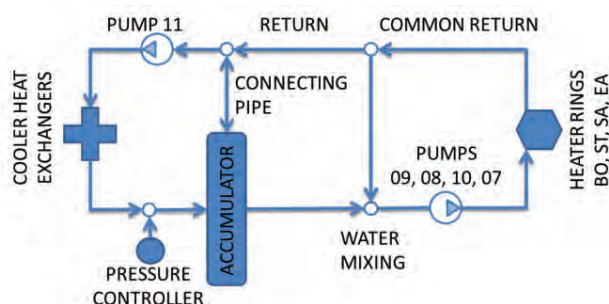 PUMP 11
RETURN
COMMON RETURN
CONNECTING
PIPE
COOLER HEAT
EXCHANGERS
ACCUMULATOR
PUMPS
09, 08, 10, 07
HEATER RINGS
BO, ST, SA, EA
WATER
MIXING
PRESSURE
CONTROLLER